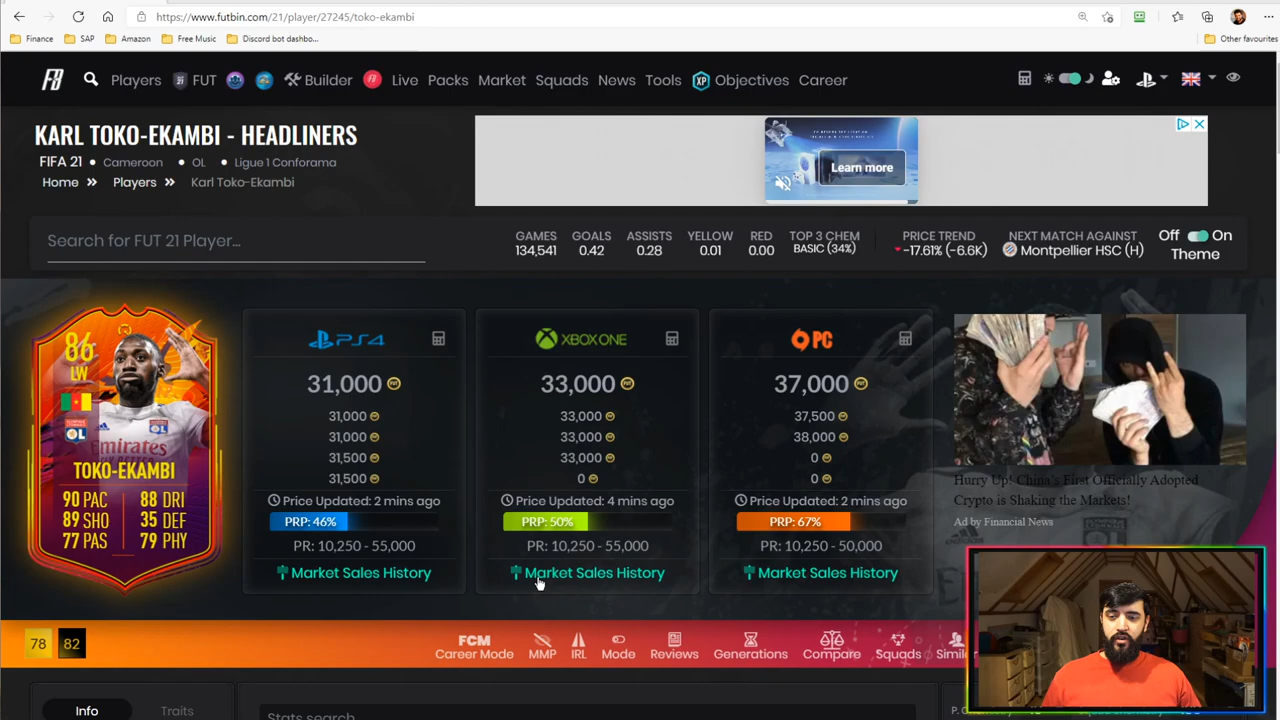 https://www.futbin.com/21/player/27245/toko-ekambi
Finance SAP Amazon Free Music Discord bot dashbo... Other favourites
Players FUT Builder Live Packs Market Squads News Tools XP Objectives Career
KARL TOKO-EKAMBI - HEADLINERS
FIFA 21 • Cameroon • OL • Ligue 1 Conforama
Home » Players » Karl Toko-Ekambi
Learn more
Search for FUT 21 Player...
GAMES GOALS ASSISTS YELLOW RED TOP 3 CHEM PRICE TREND NEXT MATCH AGAINST Off On
134,541 0.42 0.28 0.01 0.00 BASIC (34%) -17.61% (-6.6K) Montpellier HSC (H) Theme
86
LW
Emirates
TOKO-EKAMBI
90 PAC 88 DRI
89 SHO 35 DEF
77 PAS 79 PHY
PS4
31,000
31,000
31,000
31,500
31,500
Price Updated: 2 mins ago
PRP: 46%
PR: 10,250 - 55,000
Market Sales History
XBOX ONE
33,000
33,000
33,000
33,000
0
Price Updated: 4 mins ago
PRP: 50%
PR: 10,250 - 55,000
Market Sales History
PC
37,000
37,500
38,000
0
0
Price Updated: 2 mins ago
PRP: 67%
PR: 10,250 - 50,000
Market Sales History
Hurry Up! China's First Officially Adopted
Crypto is Shaking the Markets!
Ad by Financial News
78 82
FCM MMP IRL Mode Reviews Generations Compare Squads Simile
Career Mode
Info Traits
Stats search